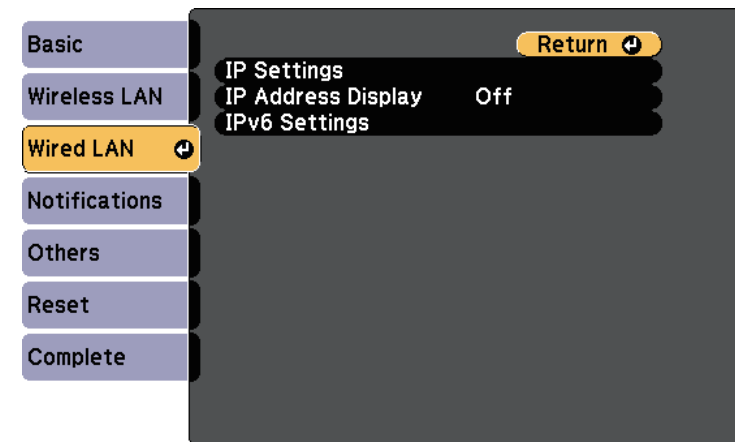 Basic
Wireless LAN
Wired LAN
Notifications
Others
Reset
Complete
Return
IP Settings
IP Address Display Off
IPv6 Settings